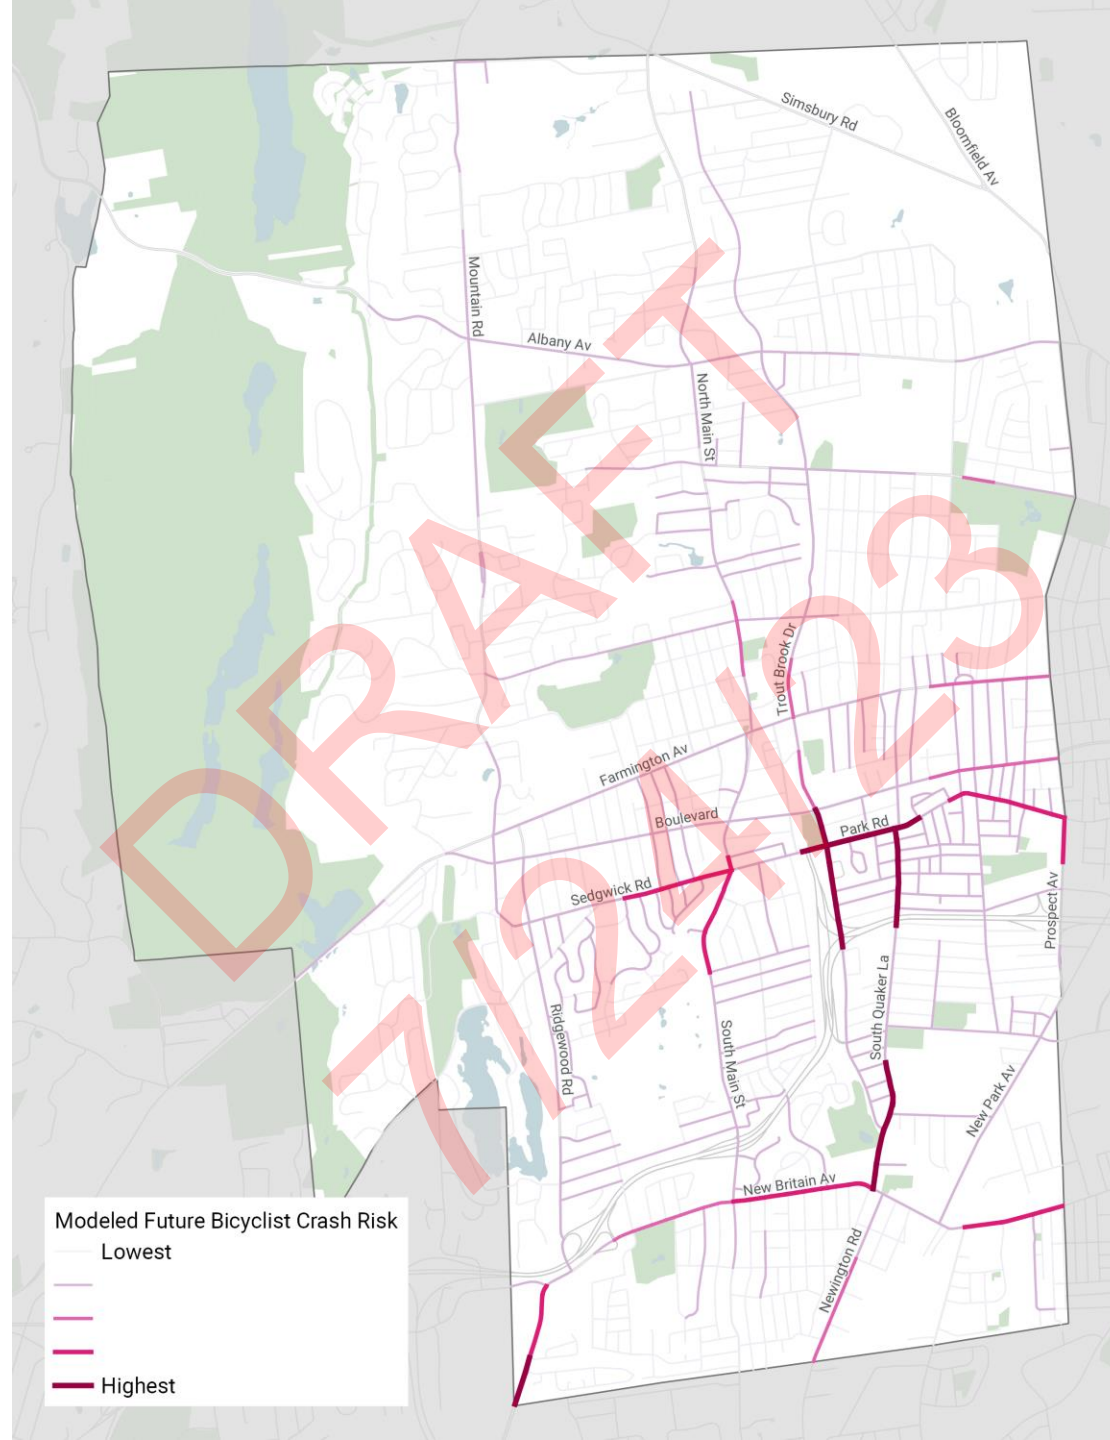 Simsbury Rd
Bloomfield Av
Mountain Rd
Albany Av
North Main St
Trout Brook Dr
Farmington Av
Boulevard
Park Rd
Sedgwick Rd
Prospect Av
South Quaker La
Ridgewood Rd
South Main St
New Park Av
New Britain Av
Newington Rd
DRAFT
7/24/23
Modeled Future Bicyclist Crash Risk
Lowest
Highest